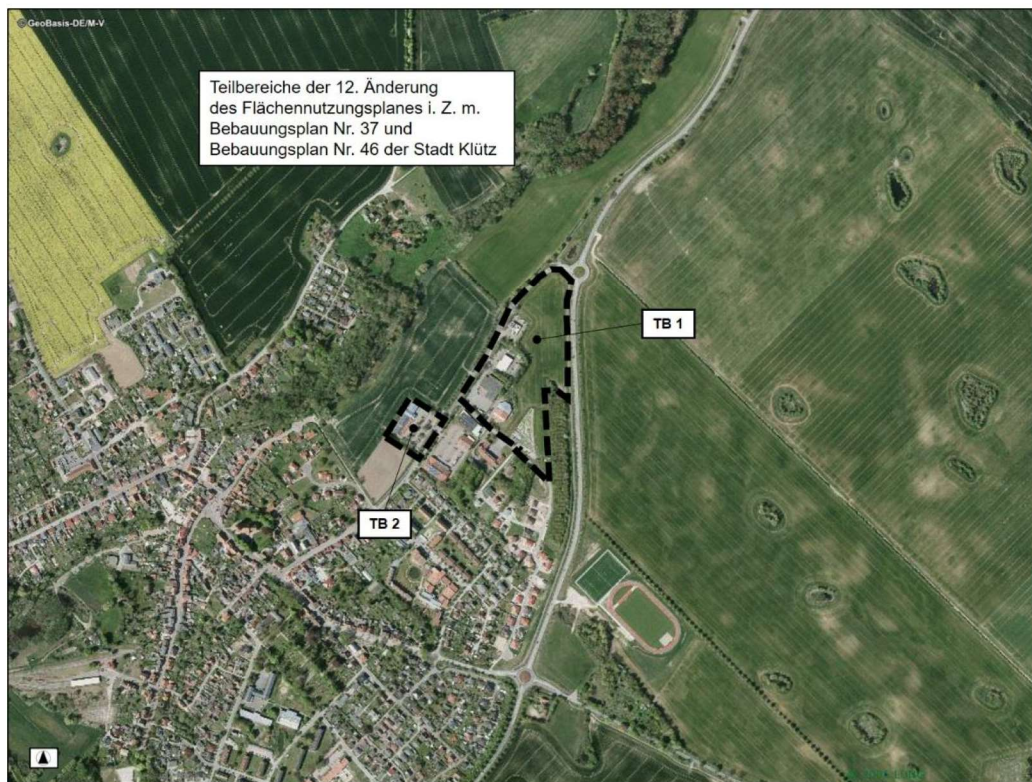 © GeoBasis-DE/M-V
Teilbereiche der 12. Änderung
des Flächennutzungsplanes i. Z. m.
Bebauungsplan Nr. 37 und
Bebauungsplan Nr. 46 der Stadt Klütz
TB 1
TB 2